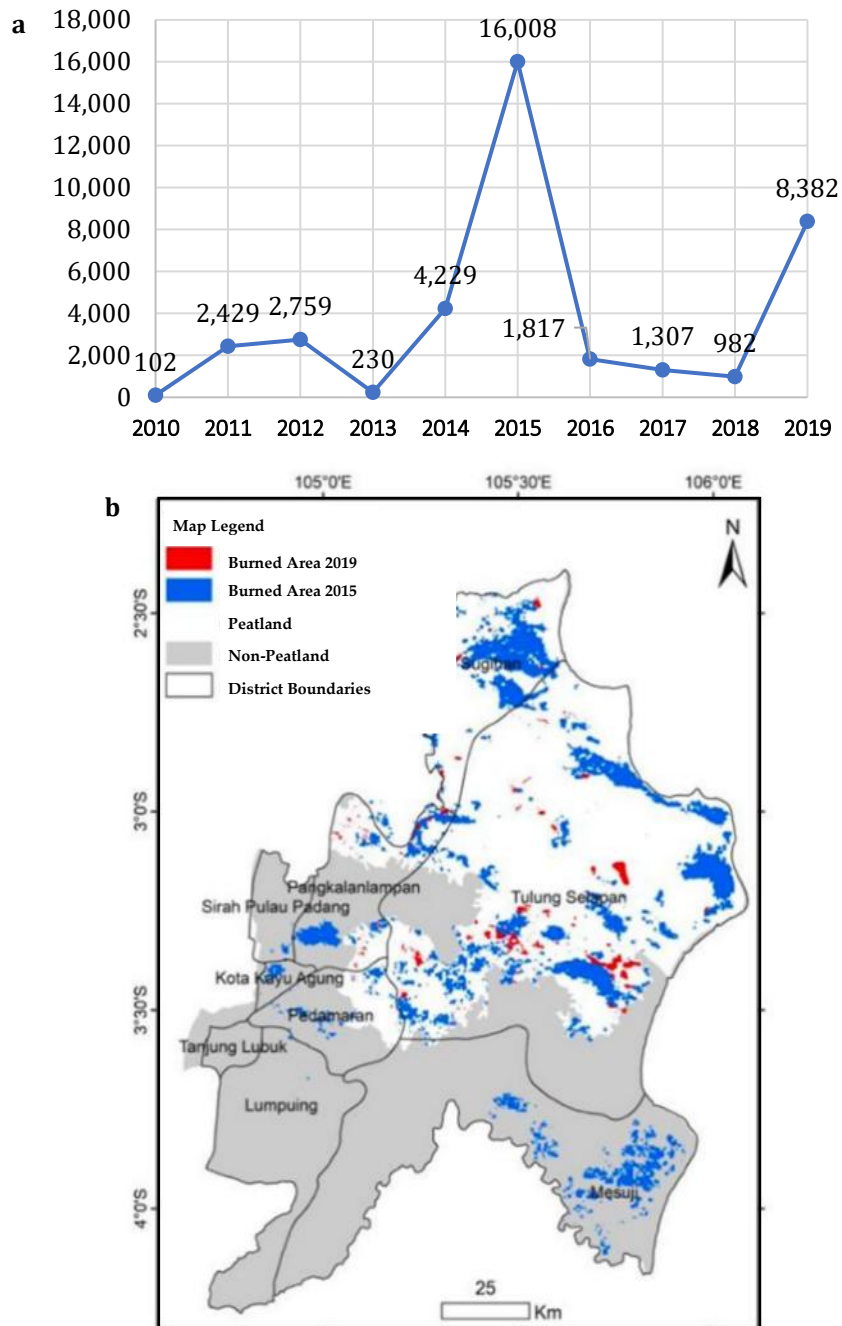 a
18,000
16,000
14,000
12,000
10,000
8,000
6,000
4,000
2,000
0
102
2,429
2,759
230
4,229
16,008
1,817
1,307
982
8,382
2010 2011 2012 2013 2014 2015 2016 2017 2018 2019
b
105°0'E 105°30'E 106°0'E
Map Legend
Burned Area 2019
Burned Area 2015
Peatland
Non-Peatland
District Boundaries
N
2°30'S
3°0'S
3°30'S
4°0'S
Sugihan
Pangkalanlampan
Sirah Pulau Padang
Tulung Selapan
Kota Kayu Agung
Pedamaran
Tanjung Lubuk
Lumpuing
Mesuji
25
Km